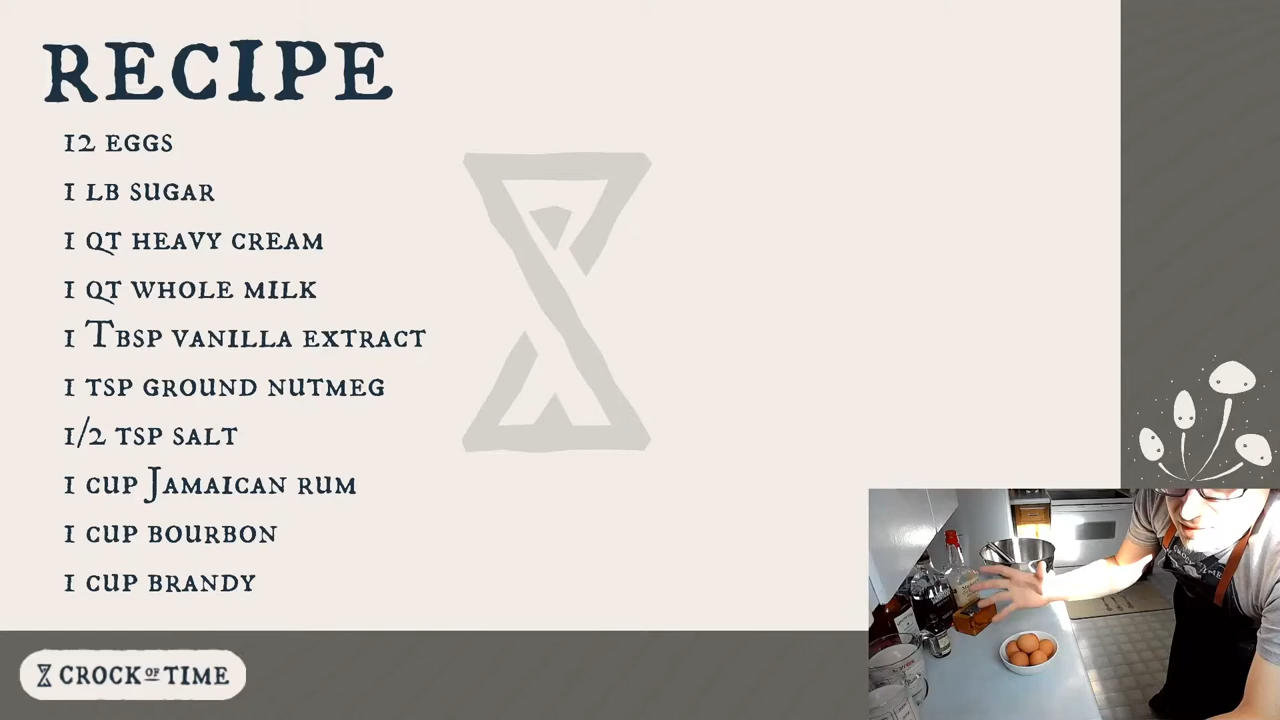 RECIPE
12 EGGS
1 LB SUGAR
1 QT HEAVY CREAM
1 QT WHOLE MILK
1 TBSP VANILLA EXTRACT
1 TSP GROUND NUTMEG
1/2 TSP SALT
1 CUP JAMAICAN RUM
1 CUP BOURBON
1 CUP BRANDY
CROCK OF TIME